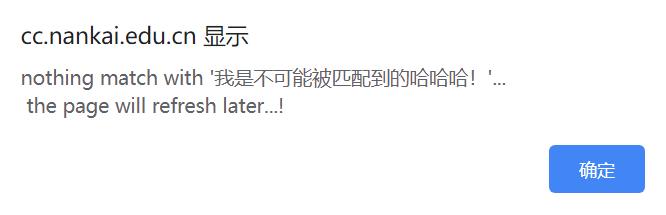 cc.nankai.edu.cn 显示
nothing match with '我是不可能被匹配到的哈哈哈！'...
the page will refresh later...!
确定